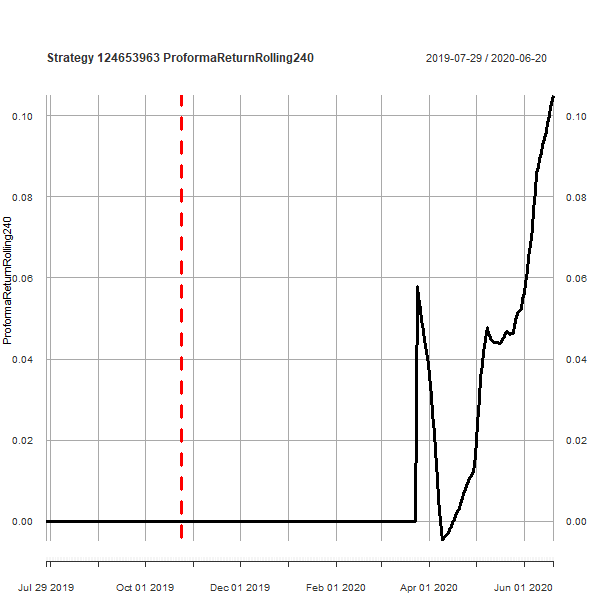 Strategy 124653963 ProformaReturnRolling240
2019-07-29 / 2020-06-20
ProformaReturnRolling240
0.10 0.10
0.08 0.08
0.06 0.06
0.04 0.04
0.02 0.02
0.00 0.00
Jul 29 2019 Oct 01 2019 Dec 01 2019 Feb 01 2020 Apr 01 2020 Jun 01 2020